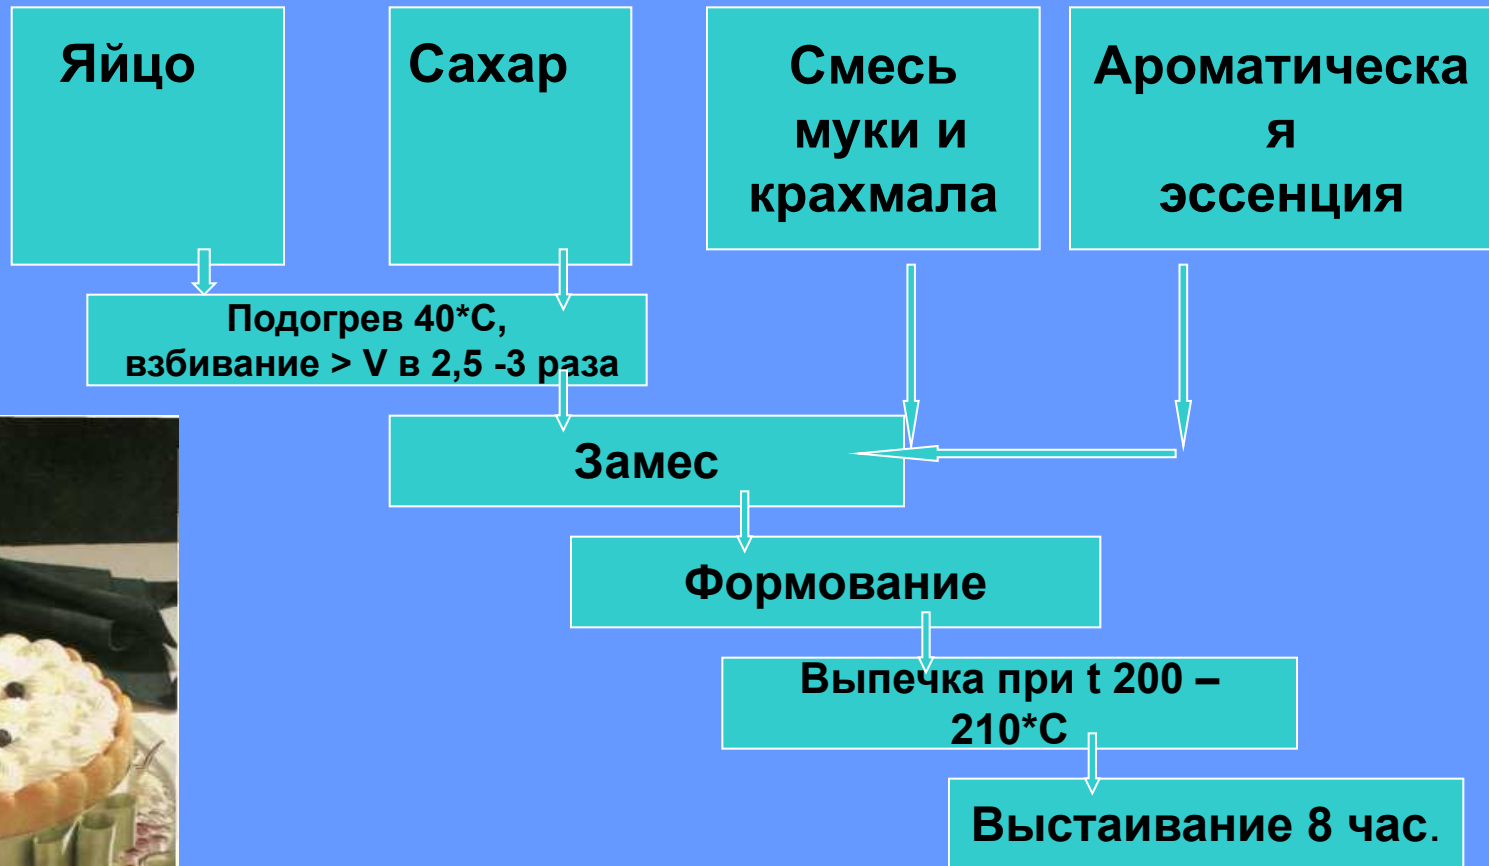 Яйцо
Сахар
Смесь
муки и
крахмала
Ароматическа
я
эссенция
Подогрев 40*С,
взбивание > V в 2,5 -3 раза
Замес
Формование
Выпечка при t 200 –
210*С
Выстаивание 8 час.